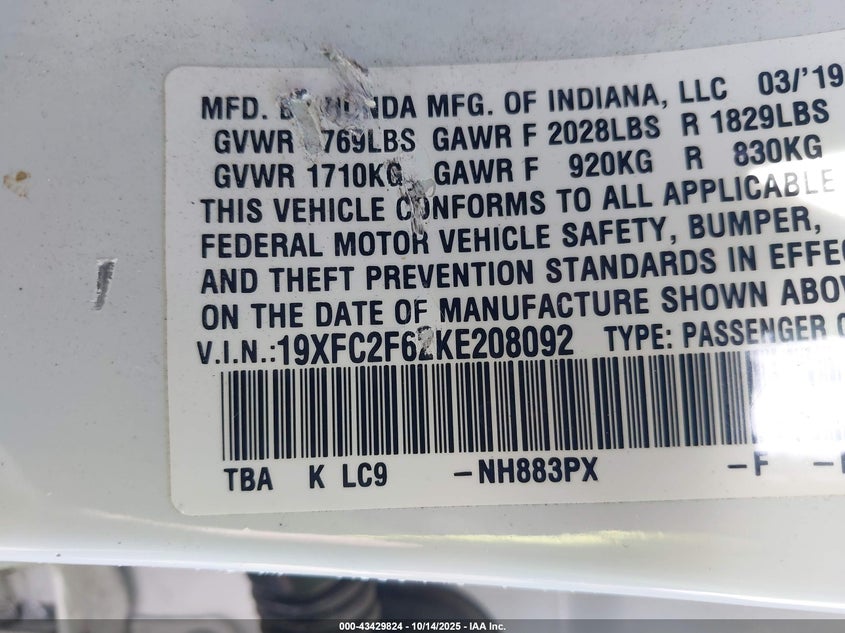 MFD. HONDA MFG. OF INDIANA, LLC 03/'19
GVWR 769LBS GAWR F 2028LBS R 1829LBS
GVWR 1710KG GAWR F 920KG R 830KG
THIS VEHICLE CONFORMS TO ALL APPLICABLE
FEDERAL MOTOR VEHICLE SAFETY, BUMPER,
AND THEFT PREVENTION STANDARDS IN EFFEC
ON THE DATE OF MANUFACTURE SHOWN ABOV
V.I.N.:19XFC2F62KE208092 TYPE: PASSENGER C
TBA K LC9 –NH883PX –F –
000-43429824 | 10/14/2025 - IAA Inc.